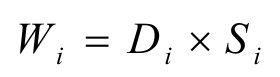 W_i = D_i × S_i